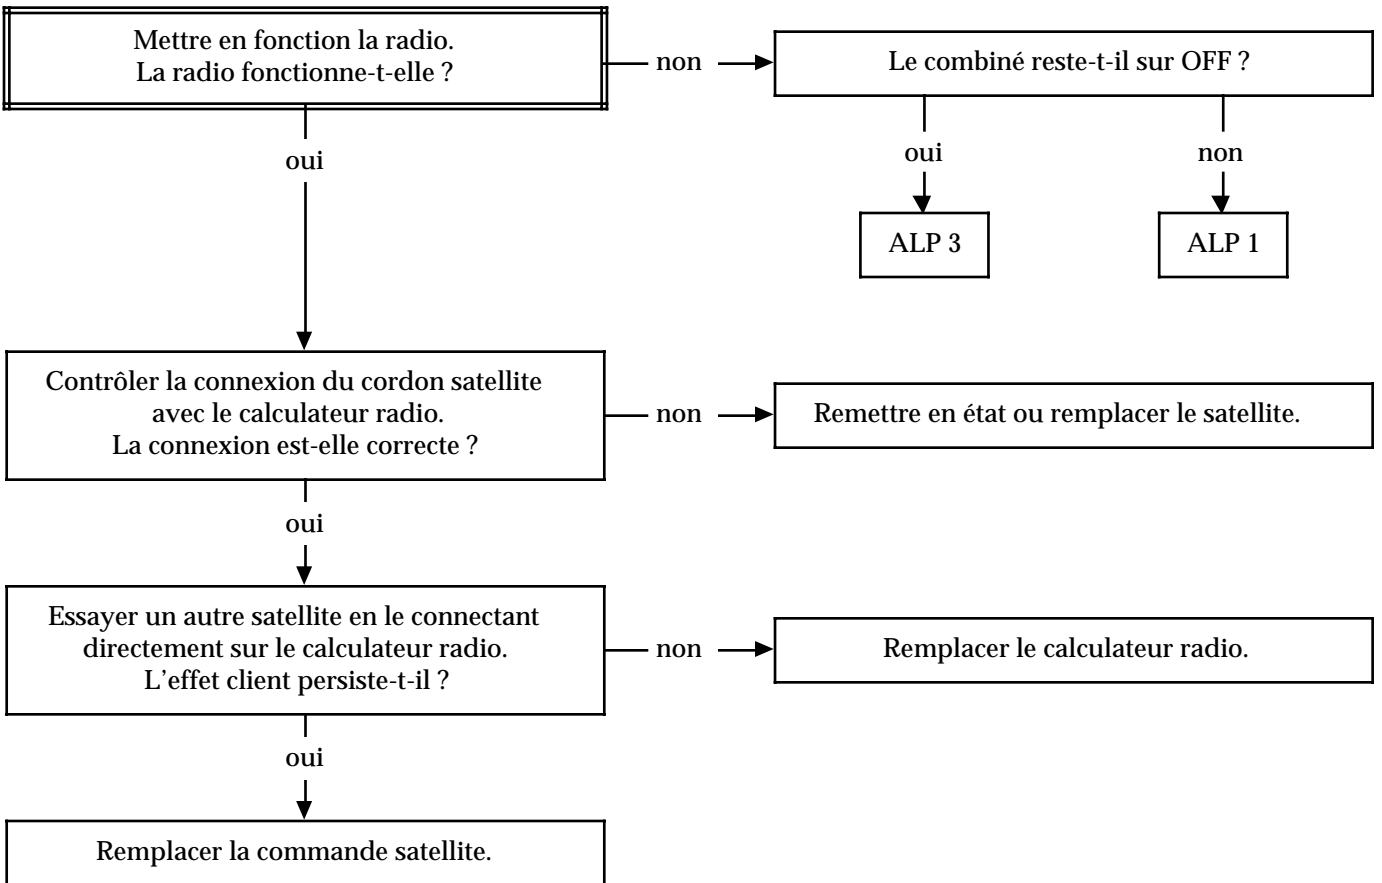 Mettre en fonction la radio.
La radio fonctionne-t-elle ?
non
Le combiné reste-t-il sur OFF ?
oui
oui
non
ALP 3
ALP 1
Contrôler la connexion du cordon satellite
avec le calculateur radio.
La connexion est-elle correcte ?
non
Remettre en état ou remplacer le satellite.
oui
Essayer un autre satellite en le connectant
directement sur le calculateur radio.
L'effet client persiste-t-il ?
non
Remplacer le calculateur radio.
oui
Remplacer la commande satellite.